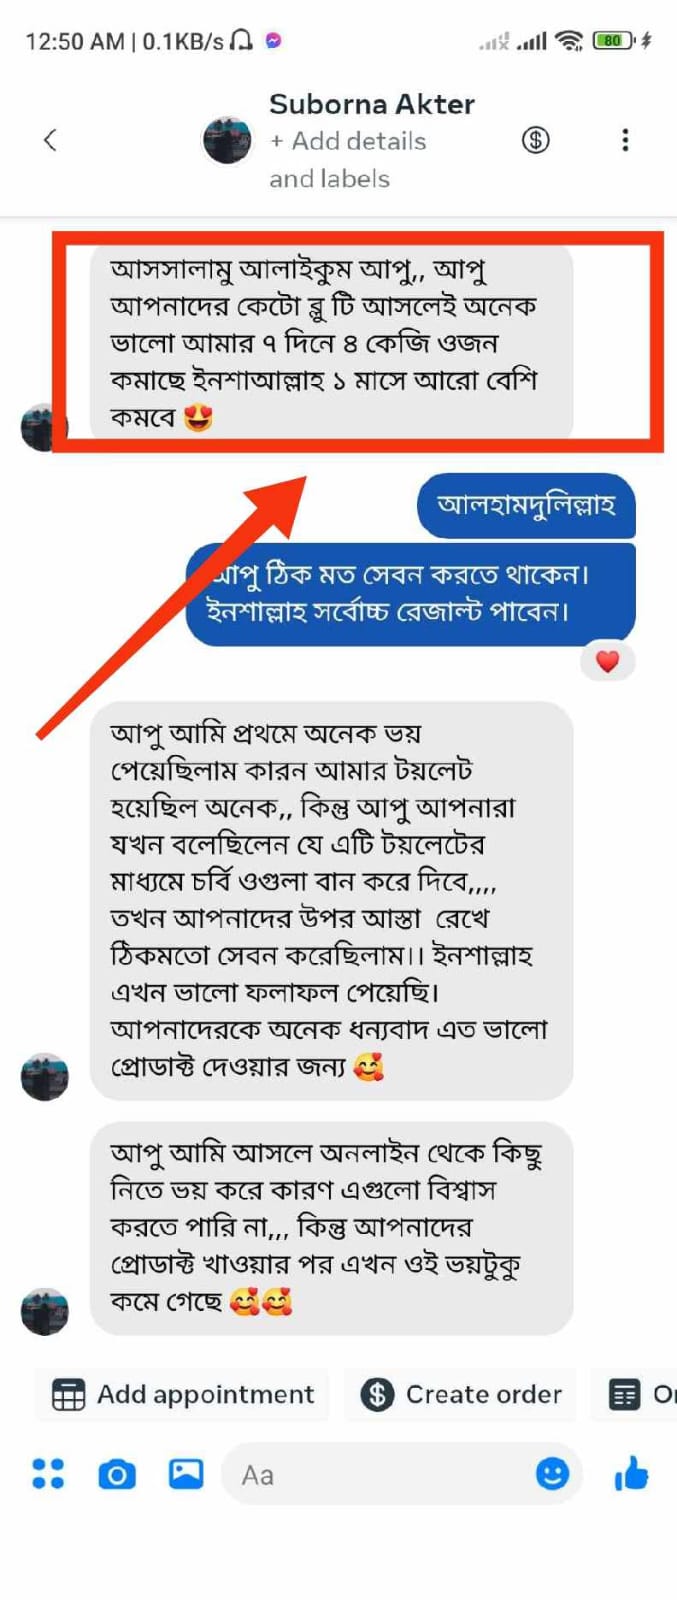 12:50 AM | 0.1KB/s
80
Suborna Akter
+ Add details
and labels
আসসালামু আলাইকুম আপু,, আপু
আপনাদের কেটো ব্লু টি আসলেই অনেক
ভালো আমার ৭ দিনে ৪ কেজি ওজন
কমাছে ইনশাআল্লাহ ১ মাসে আরো বেশি
কমবে 😍
আলহামদুলিল্লাহ
আপু ঠিক মত সেবন করতে থাকেন।
ইনশাল্লাহ সর্বোচ্চ রেজাল্ট পাবেন।
আপু আমি প্রথমে অনেক ভয়
পেয়েছিলাম কারন আমার টয়লেট
হয়েছিল অনেক,, কিন্তু আপু আপনারা
যখন বলেছিলেন যে এটি টয়লেটের
মাধ্যমে চর্বি ওগুলা বান করে দিবে,,,,
তখন আপনাদের উপর আস্তা রেখে
ঠিকমতো সেবন করেছিলাম।। ইনশাল্লাহ
এখন ভালো ফলাফল পেয়েছি।
আপনাদেরকে অনেক ধন্যবাদ এত ভালো
প্রোডাক্ট দেওয়ার জন্য 🥰
আপু আমি আসলে অনলাইন থেকে কিছু
নিতে ভয় করে কারণ এগুলো বিশ্বাস
করতে পারি না,,, কিন্তু আপনাদের
প্রোডাক্ট খাওয়ার পর এখন ওই ভয়টুকু
কমে গেছে 🥰🥰
Add appointment
Create order
Or
Aa